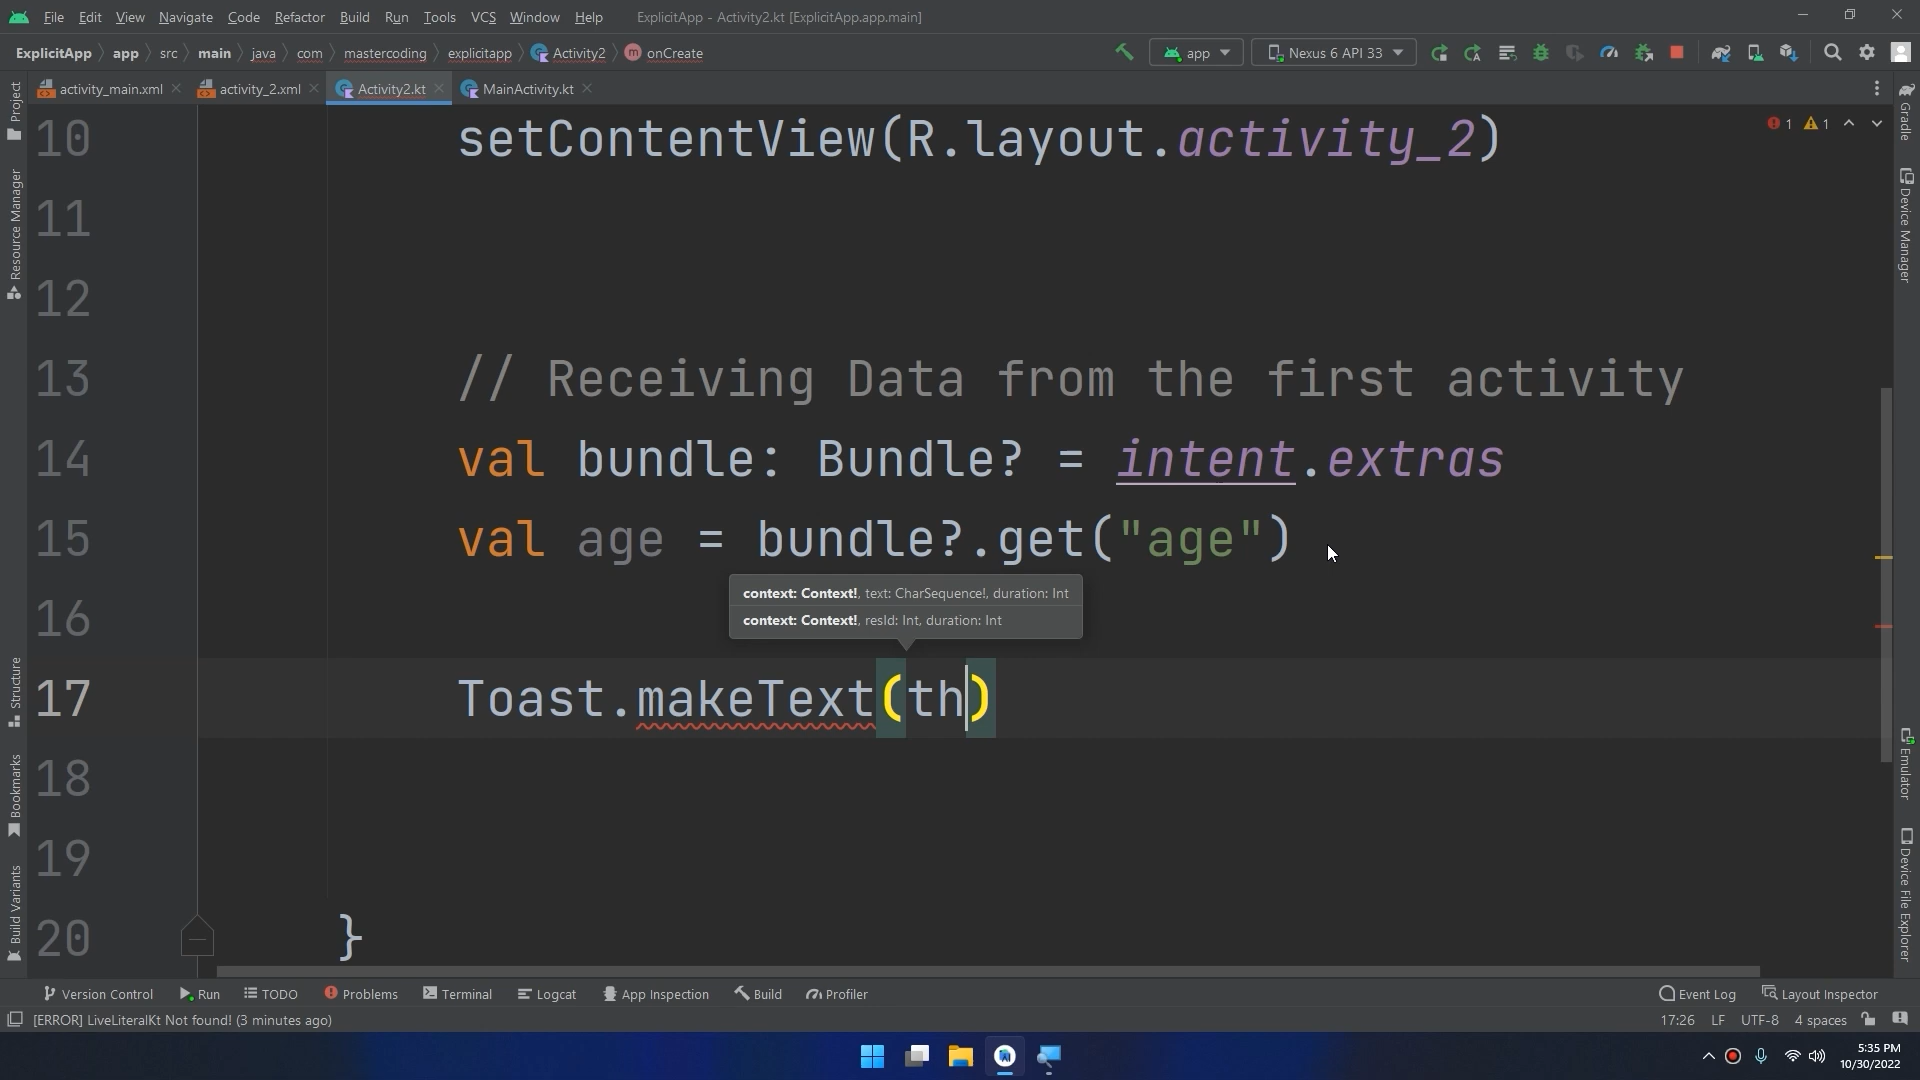 File Edit View Navigate Code Refactor Build Run Tools VCS Window Help ExplicitApp - Activity2.kt [ExplicitApp.app.main]
ExplicitApp app src main java com mastercoding explicitapp Activity2 m onCreate app Nexus 6 API 33
activity_main.xml activity_2.xml Activity2.kt MainActivity.kt
Project
Resource Manager
Structure
Bookmarks
Build Variants
10 setContentView(R.layout.activity_2)
1 1
11
12
13 // Receiving Data from the first activity
14 val bundle: Bundle? = intent.extras
15 val age = bundle?.get("age")
context: Context!, text: CharSequence!, duration: Int
context: Context!, resId: Int, duration: Int
16
17 Toast.makeText(th)
18
19
20 }
Gradle
Device Manager
Emulator
Device File Explorer
Version Control Run TODO Problems Terminal Logcat App Inspection Build Profiler Event Log Layout Inspector
[ERROR] LiveLiteralKt Not found! (3 minutes ago) 17:26 LF UTF-8 4 spaces
5:35 PM
10/30/2022